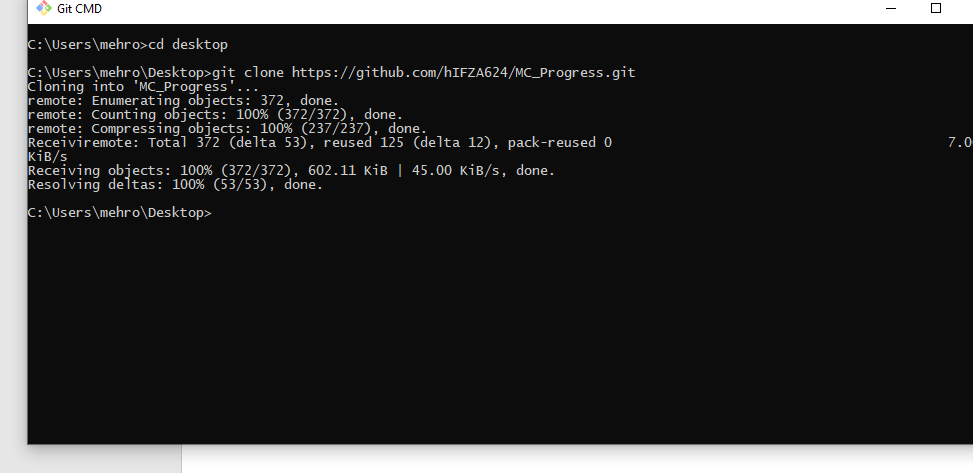 Git CMD
C:\Users\mehro>cd desktop
C:\Users\mehro\Desktop>git clone https://github.com/hIFZA624/MC_Progress.git
Cloning into 'MC_Progress'...
remote: Enumerating objects: 372, done.
remote: Counting objects: 100% (372/372), done.
remote: Compressing objects: 100% (237/237), done.
Receiviremote: Total 372 (delta 53), reused 125 (delta 12), pack-reused 0 7.0
KiB/s
Receiving objects: 100% (372/372), 602.11 KiB | 45.00 KiB/s, done.
Resolving deltas: 100% (53/53), done.
C:\Users\mehro\Desktop>